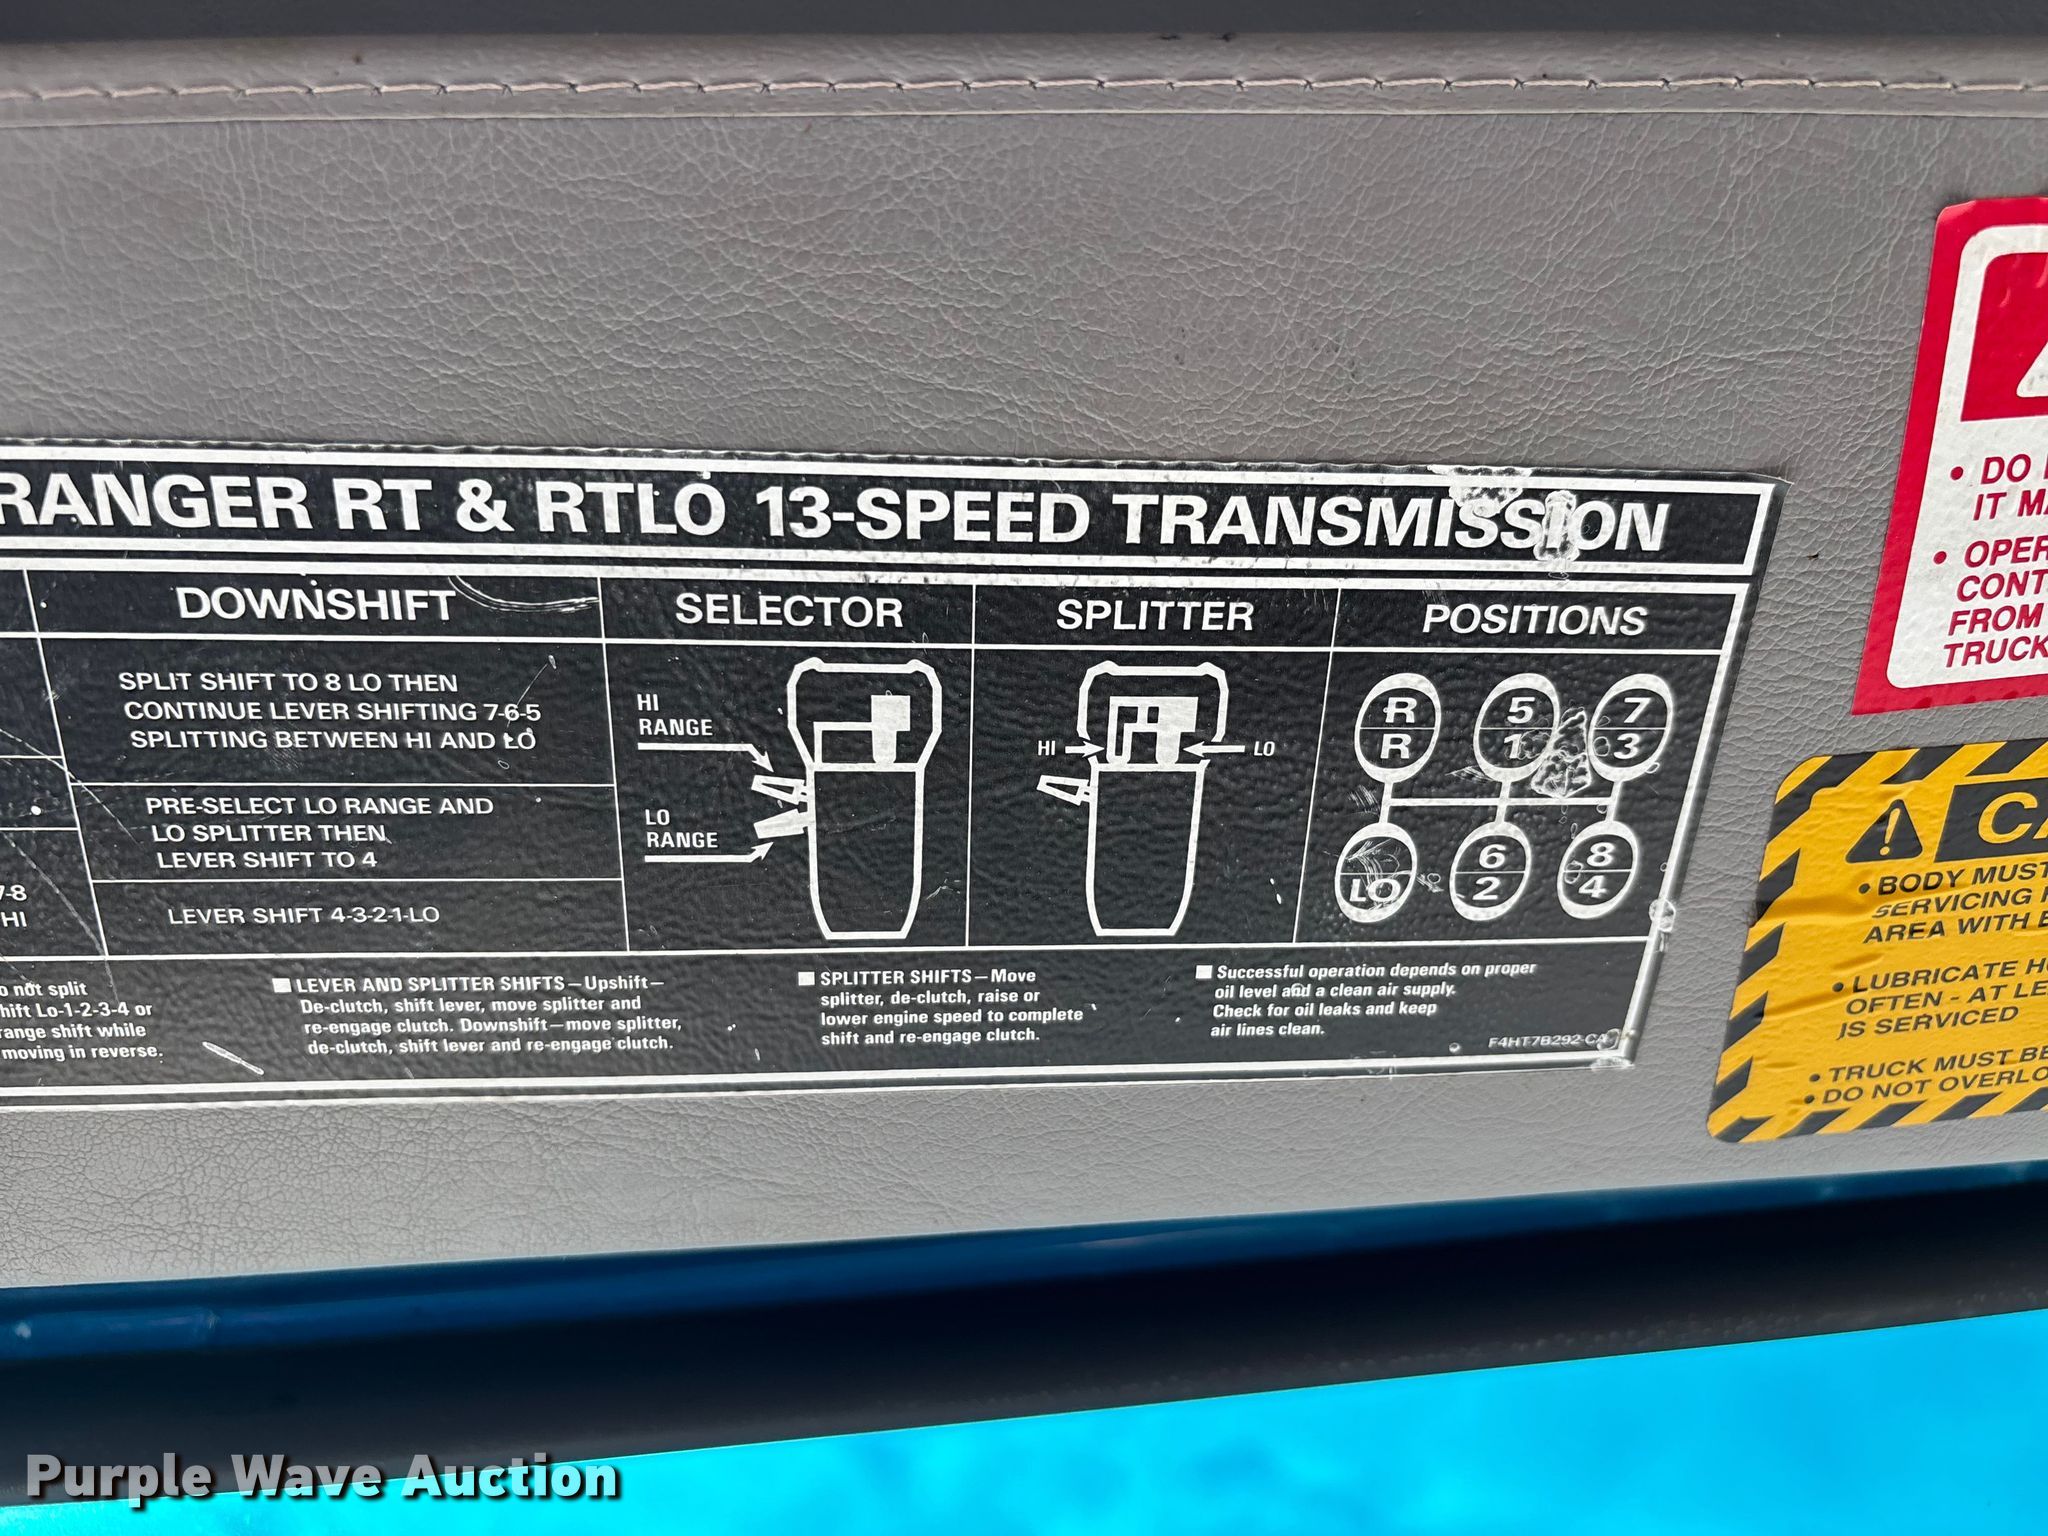 RANGER RT & RTLO 13-SPEED TRANSMISSION
DOWNSHIFT
SPLIT SHIFT TO 8 LO THEN
CONTINUE LEVER SHIFTING 7-6-5
SPLITTING BETWEEN HI AND LO
PRE-SELECT LO RANGE AND
LO SPLITTER THEN
LEVER SHIFT TO 4
7-8
HI
LEVER SHIFT 4-3-2-1-LO
SELECTOR
HI
RANGE
LO
RANGE
SPLITTER
HI
LO
POSITIONS
R 5 7
R 1 3
6 8
LO 2 4
o not split
hift Lo-1-2-3-4 or
range shift while
moving in reverse.
LEVER AND SPLITTER SHIFTS — Upshift —
De-clutch, shift lever, move splitter and
re-engage clutch. Downshift — move splitter,
de-clutch, shift lever and re-engage clutch.
SPLITTER SHIFTS — Move
splitter, de-clutch, raise or
lower engine speed to complete
shift and re-engage clutch.
Successful operation depends on proper
oil level and a clean air supply.
Check for oil leaks and keep
air lines clean.
F4HT-7B292-CA
• DO
IT MA
• OPER
CONT
FROM
TRUCK
CA
• BODY MUST
SERVICING
AREA WITH
• LUBRICATE HO
OFTEN - AT LE
IS SERVICED
• TRUCK MUST BE
• DO NOT OVERLO
Purple Wave Auction